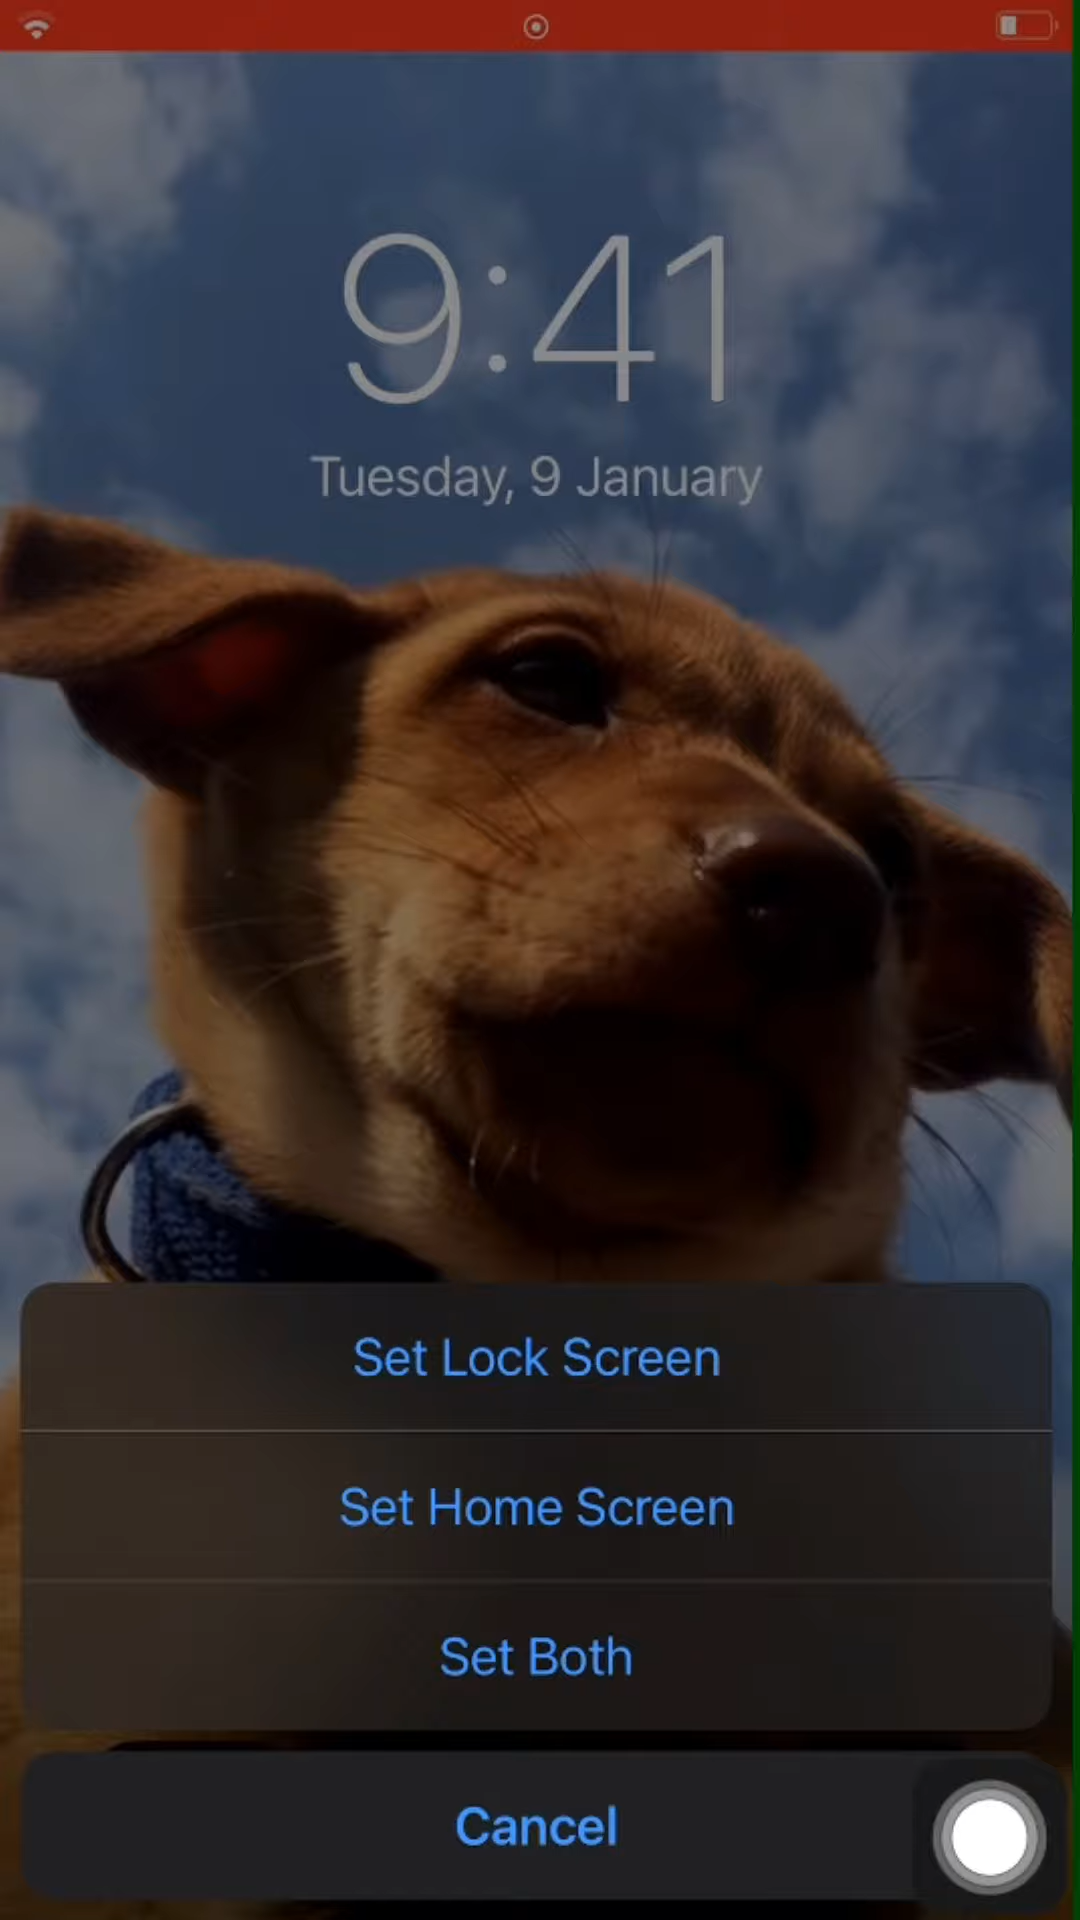 9:41
Tuesday, 9 January
Set Lock Screen
Set Home Screen
Set Both
Cancel